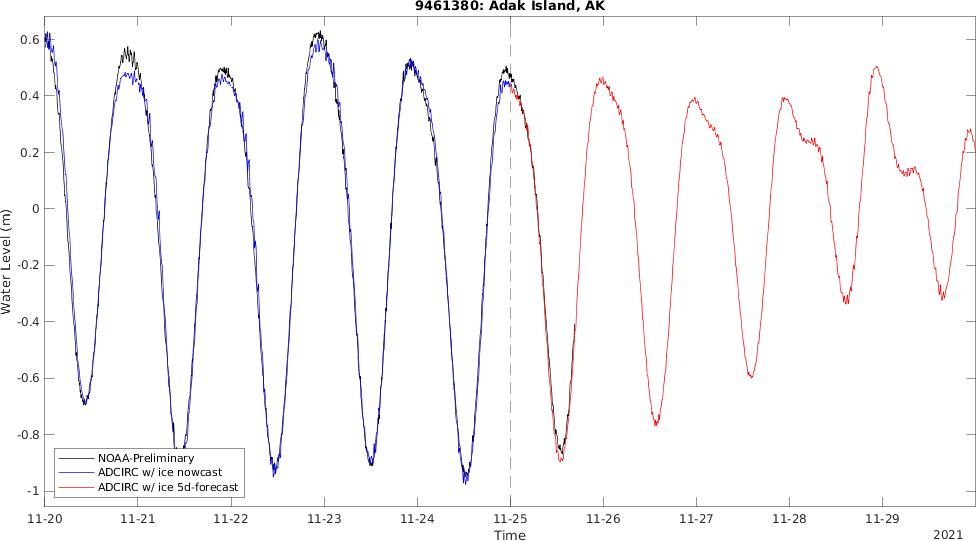 9461380: Adak Island, AK
0.6
0.4
0.2
0
-0.2
-0.4
-0.6
-0.8
-1
Water Level (m)
NOAA-Preliminary
ADCIRC w/ ice nowcast
ADCIRC w/ ice 5d-forecast
11-20 11-21 11-22 11-23 11-24 11-25 11-26 11-27 11-28 11-29
Time
2021